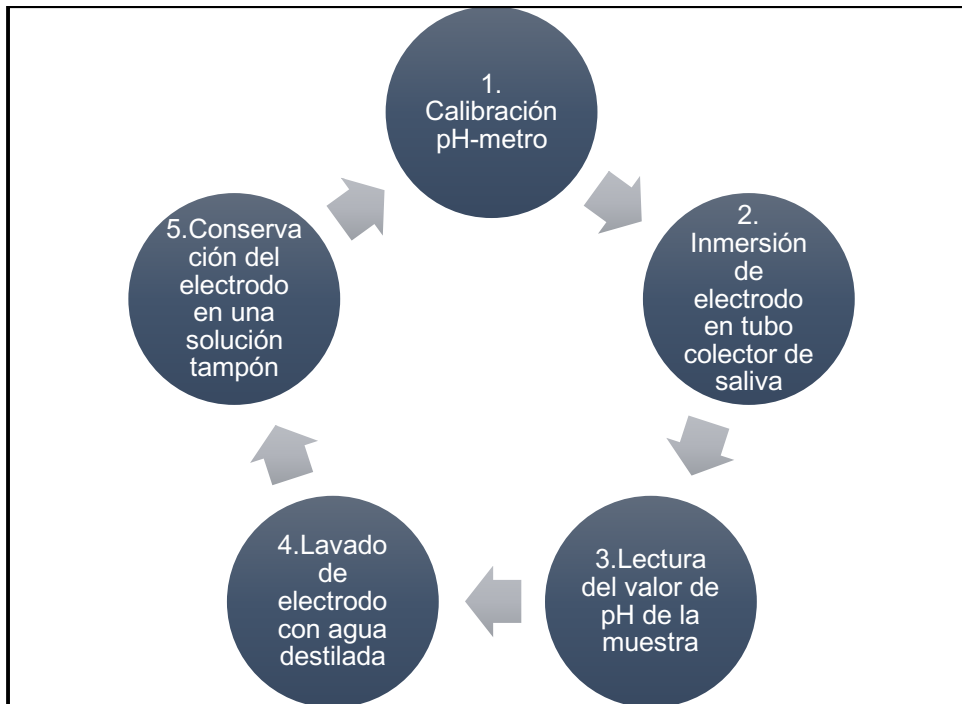 1.
Calibración
pH-metro
2.
Inmersión
de
electrodo
en tubo
colector de
saliva
3.Lectura
del valor de
pH de la
muestra
4.Lavado
de
electrodo
con agua
destilada
5.Conserva
ción del
electrodo
en una
solución
tampón